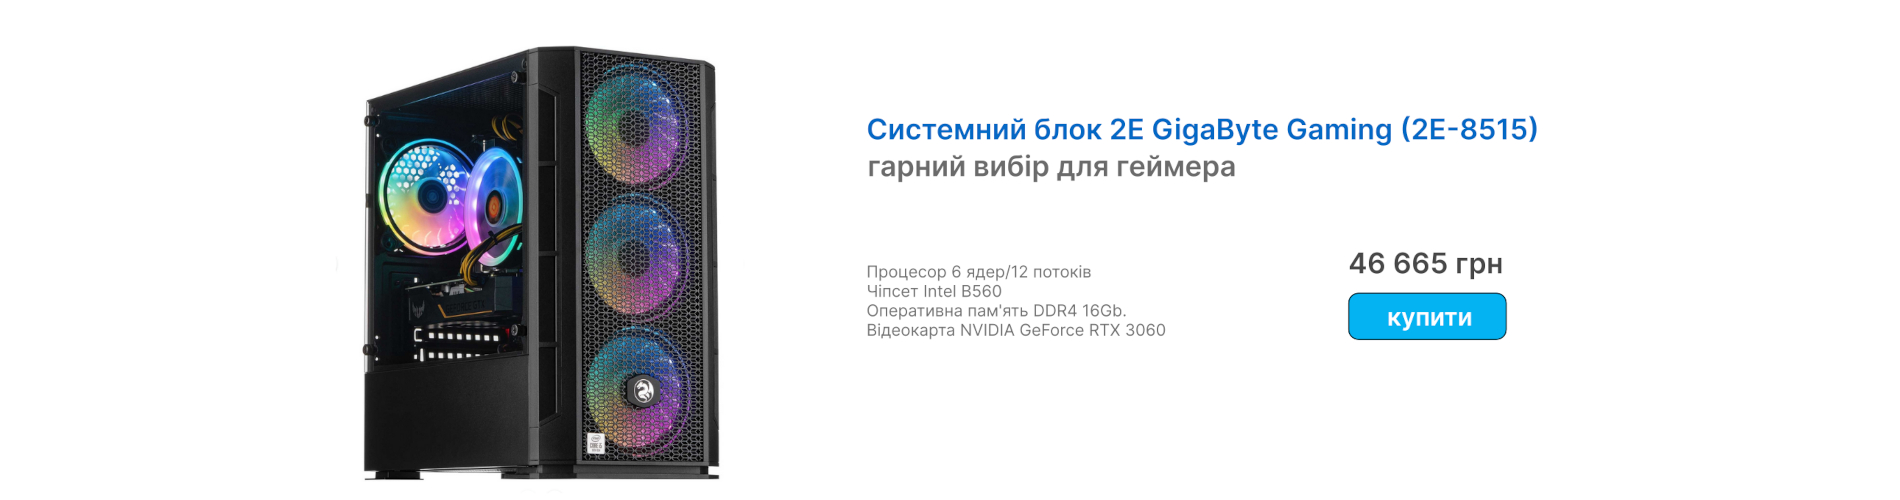 Системний блок 2E GigaByte Gaming (2E-8515)
гарний вибір для геймера
Процесор 6 ядер/12 потоків
Чіпсет Intel B560
Оперативна пам'ять DDR4 16Gb.
Відеокарта NVIDIA GeForce RTX 3060
46 665 грн
купити